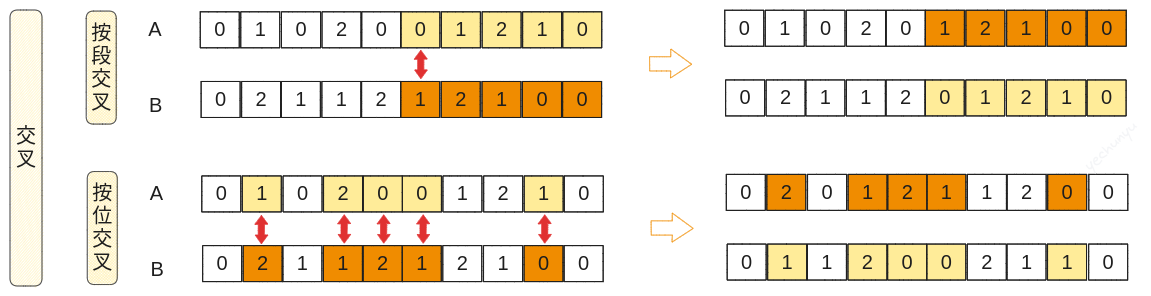 交叉
按段交叉
A 0 1 0 2 0 0 1 2 1 0
0 1 0 2 0 1 2 1 0 0
B 0 2 1 1 2 1 2 1 0 0
0 2 1 1 2 0 1 2 1 0
按位交叉
A 0 1 0 2 0 0 1 2 1 0
0 2 0 1 2 1 1 2 0 0
B 0 2 1 1 2 1 2 1 0 0
0 1 1 2 0 0 2 1 1 0